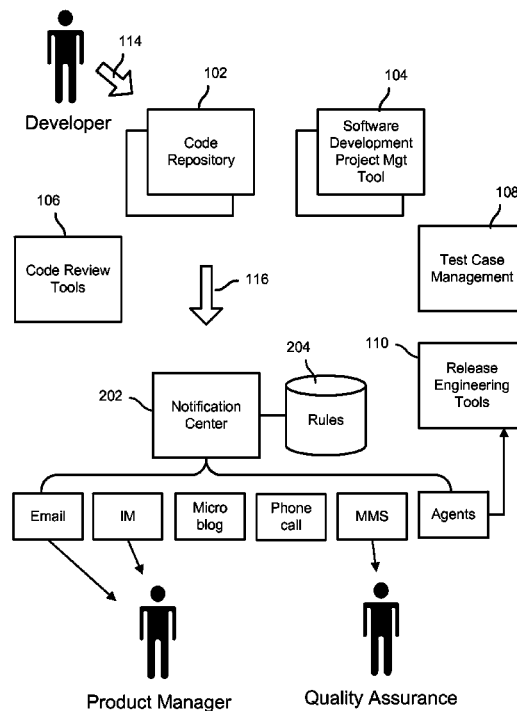 114
Developer
102
Code
Repository
104
Software
Development
Project Mgt
Tool
106
Code Review
Tools
108
Test Case
Management
116
110
Release
Engineering
Tools
202
Notification
Center
204
Rules
Email
IM
Micro
blog
Phone
call
MMS
Agents
Product Manager
Quality Assurance